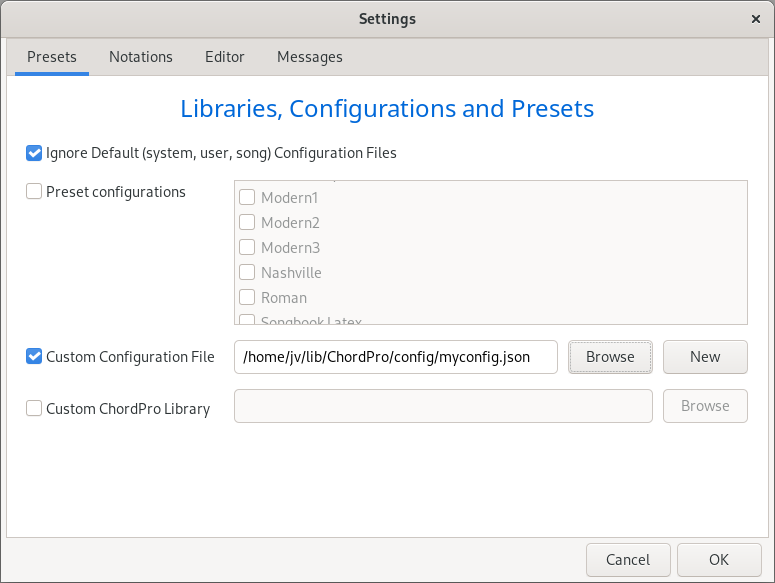 Settings
Presets Notations Editor Messages
Libraries, Configurations and Presets
Ignore Default (system, user, song) Configuration Files
Preset configurations
Modern1
Modern2
Modern3
Nashville
Roman
Songbook Latex
Custom Configuration File /home/jv/lib/ChordPro/config/myconfig.json Browse New
Custom ChordPro Library Browse
Cancel OK